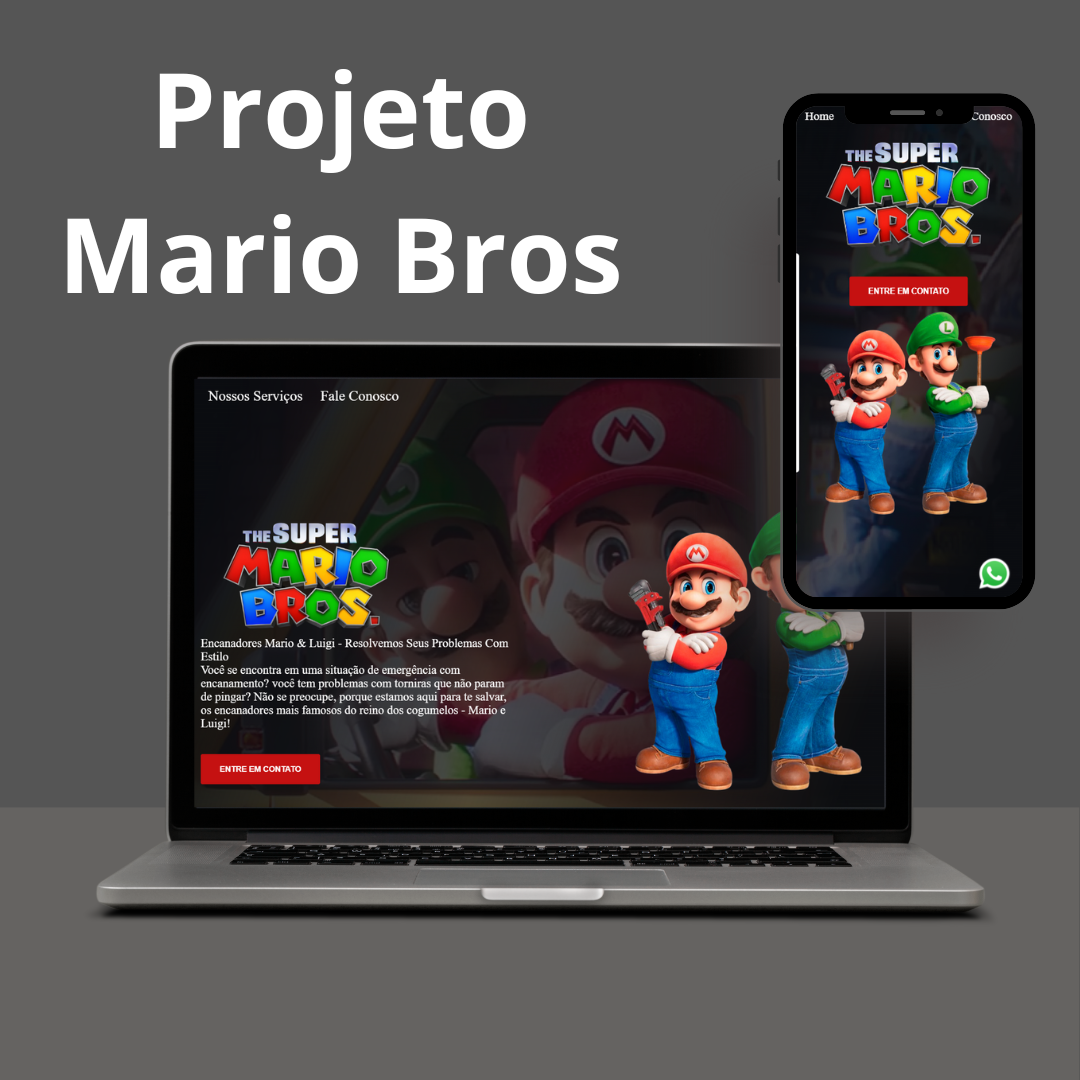 Projeto
Mario Bros
Home
Conosco
THE SUPER
MARIO
BROS.
ENTRE EM CONTATO
M
L
Nossos Serviços Fale Conosco
M
L
THE SUPER
MARIO
BROS.
M
Encanadores Mario & Luigi - Resolvemos Seus Problemas Com
Estilo
Você se encontra em uma situação de emergência com
encanamento? você tem problemas com torniras que não param
de pingar? Não se preocupe, porque estamos aqui para te salvar,
os encanadores mais famosos do reino dos cogumelos - Mario e
Luigi!
ENTRE EM CONTATO